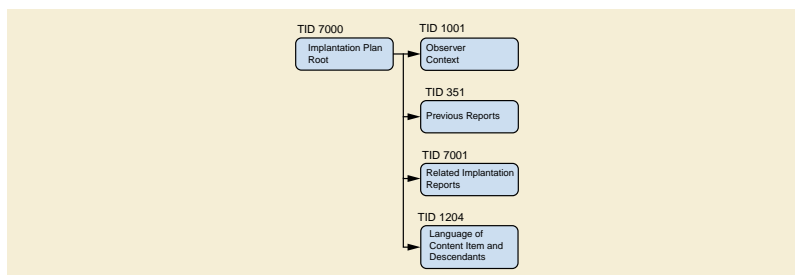 TID 7000
Implantation Plan
Root
TID 1001
Observer
Context
TID 351
Previous Reports
TID 7001
Related Implantation
Reports
TID 1204
Language of
Content Item and
Descendants